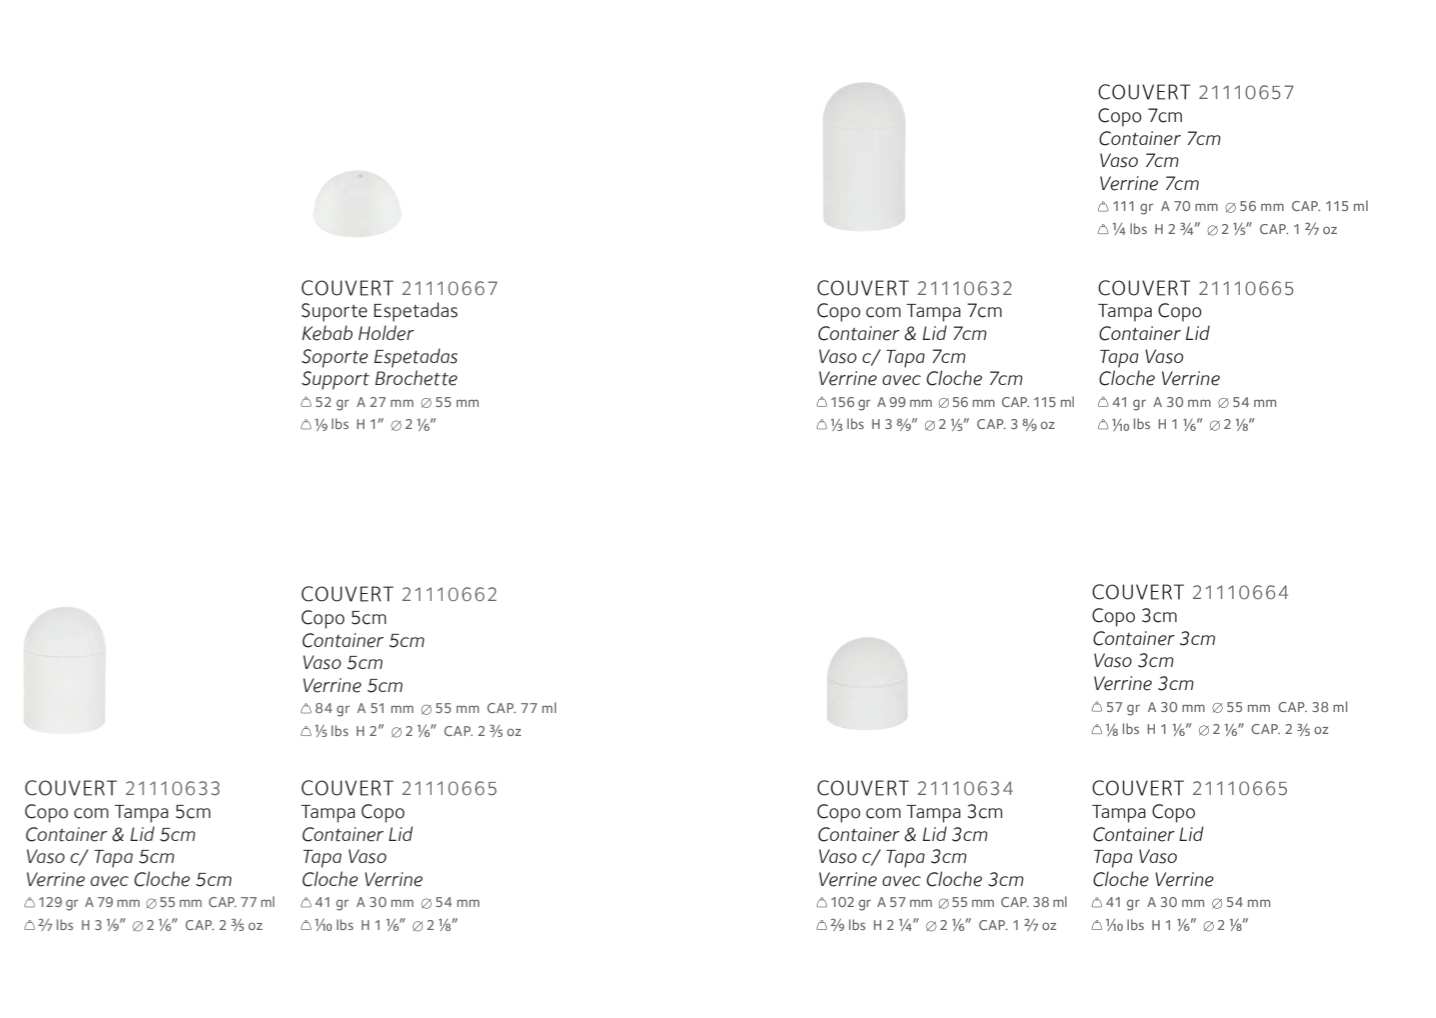 COUVERT 21110667
Suporte Espetadas
Kebab Holder
Soporte Espetadas
Support Brochette
52 gr A 27 mm ⌀ 55 mm
⅑ lbs H 1” ⌀ 2 ⅙”
COUVERT 21110657
Copo 7cm
Container 7cm
Vaso 7cm
Verrine 7cm
111 gr A 70 mm ⌀ 56 mm CAP. 115 ml
¼ lbs H 2 ¾” ⌀ 2 ⅕” CAP. 1 2⁄7 oz
COUVERT 21110632
Copo com Tampa 7cm
Container & Lid 7cm
Vaso c/ Tapa 7cm
Verrine avec Cloche 7cm
156 gr A 99 mm ⌀ 56 mm CAP. 115 ml
⅓ lbs H 3 8⁄9” ⌀ 2 ⅕” CAP. 3 8⁄9 oz
COUVERT 21110665
Tampa Copo
Container Lid
Tapa Vaso
Cloche Verrine
41 gr A 30 mm ⌀ 54 mm
⅒ lbs H 1 ⅙” ⌀ 2 ⅛”
COUVERT 21110662
Copo 5cm
Container 5cm
Vaso 5cm
Verrine 5cm
84 gr A 51 mm ⌀ 55 mm CAP. 77 ml
⅕ lbs H 2” ⌀ 2 ⅙” CAP. 2 ⅗ oz
COUVERT 21110633
Copo com Tampa 5cm
Container & Lid 5cm
Vaso c/ Tapa 5cm
Verrine avec Cloche 5cm
129 gr A 79 mm ⌀ 55 mm CAP. 77 ml
2⁄7 lbs H 3 ⅑” ⌀ 2 ⅙” CAP. 2 ⅗ oz
COUVERT 21110665
Tampa Copo
Container Lid
Tapa Vaso
Cloche Verrine
41 gr A 30 mm ⌀ 54 mm
⅒ lbs H 1 ⅙” ⌀ 2 ⅛”
COUVERT 21110664
Copo 3cm
Container 3cm
Vaso 3cm
Verrine 3cm
57 gr A 30 mm ⌀ 55 mm CAP. 38 ml
⅛ lbs H 1 ⅙” ⌀ 2 ⅙” CAP. 2 ⅗ oz
COUVERT 21110634
Copo com Tampa 3cm
Container & Lid 3cm
Vaso c/ Tapa 3cm
Verrine avec Cloche 3cm
102 gr A 57 mm ⌀ 55 mm CAP. 38 ml
2⁄9 lbs H 2 ¼” ⌀ 2 ⅙” CAP. 1 2⁄7 oz
COUVERT 21110665
Tampa Copo
Container Lid
Tapa Vaso
Cloche Verrine
41 gr A 30 mm ⌀ 54 mm
⅒ lbs H 1 ⅙” ⌀ 2 ⅛”